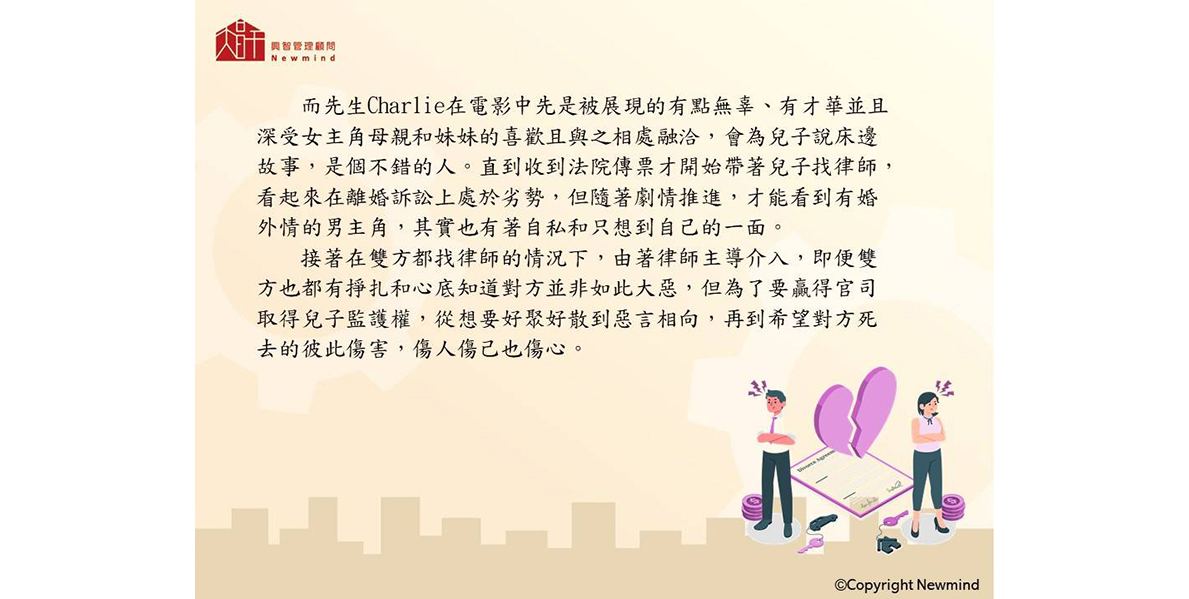 興智管理顧問
Newmind
而先生Charlie在電影中先是被展現的有點無辜、有才華並且
深受女主角母親和妹妹的喜歡且與之相處融洽，會為兒子說床邊
故事，是個不錯的人。直到收到法院傳票才開始帶著兒子找律師，
看起來在離婚訴訟上處於劣勢，但隨著劇情推進，才能看到有婚
外情的男主角，其實也有著自私和只想到自己的一面。
接著在雙方都找律師的情況下，由著律師主導介入，即便雙
方也都有掙扎和心底知道對方並非如此大惡，但為了要贏得官司
取得兒子監護權，從想要好聚好散到惡言相向，再到希望對方死
去的彼此傷害，傷人傷己也傷心。
Divorce Agreement
©Copyright Newmind